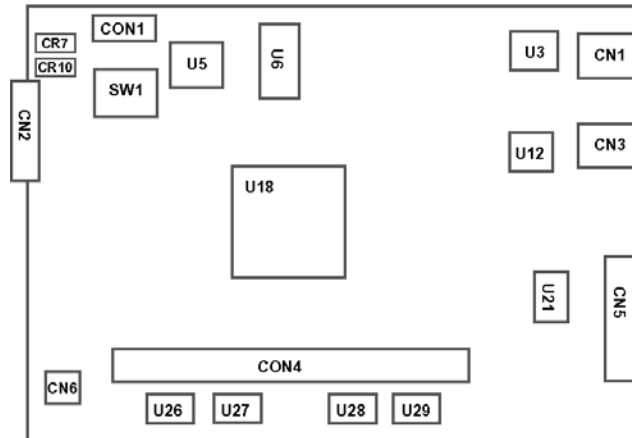 CON1
CR7
U5
U6
U3
CN1
CR10
SW1
CN2
U12
CN3
U18
U21
CN5
CON4
CN6
U26
U27
U28
U29